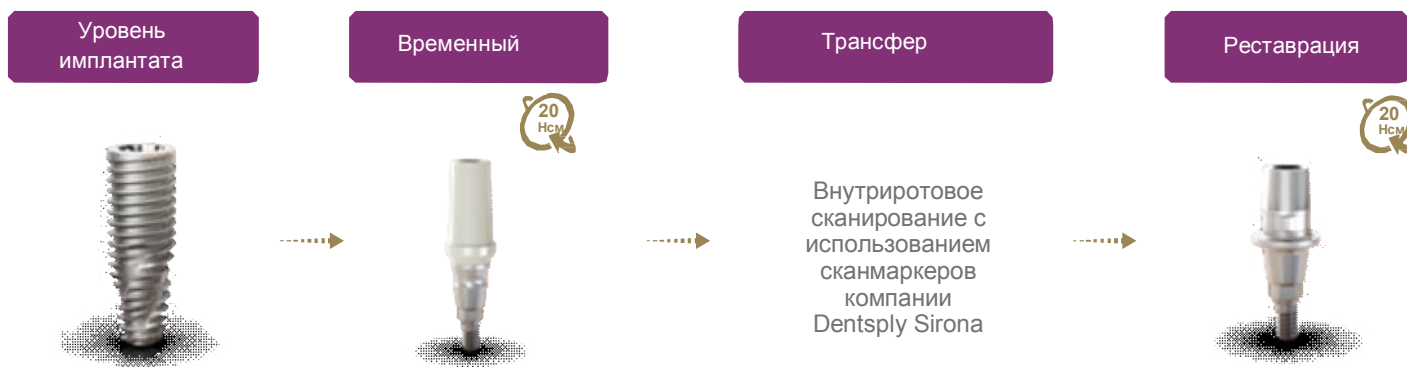 Уровень
имплантата
Временный
Трансфер
Реставрация
20
Нсм
20
Нсм
Внутриротовое
сканирование с
использованием
сканмаркеров
компании
Dentsply Sirona